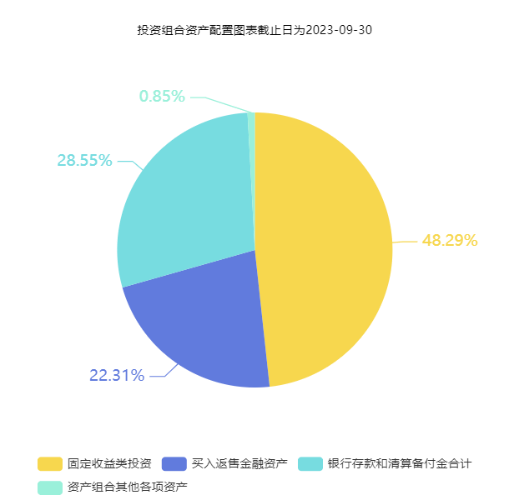 投资组合资产配置图表截止日为2023-09-30
0.85%
28.55%
48.29%
22.31%
固定收益类投资 买入返售金融资产 银行存款和清算备付金合计
资产组合其他各项资产